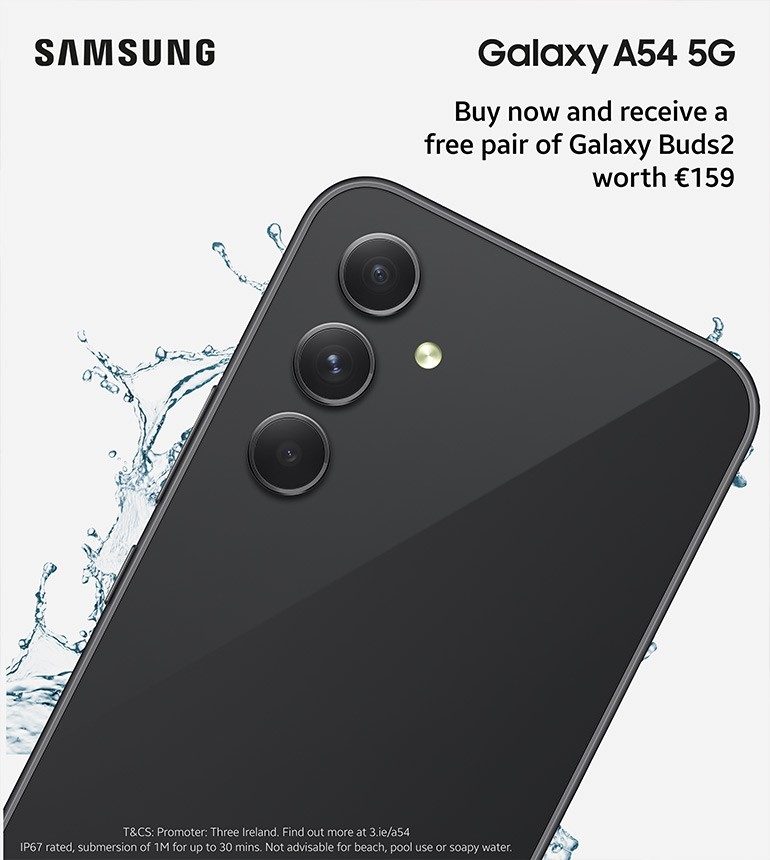 SAMSUNG
Galaxy A54 5G
Buy now and receive a
free pair of Galaxy Buds2
worth €159
T&CS: Promoter: Three Ireland. Find out more at 3.ie/a54
IP67 rated, submersion of 1M for up to 30 mins. Not advisable for beach, pool use or soapy water.